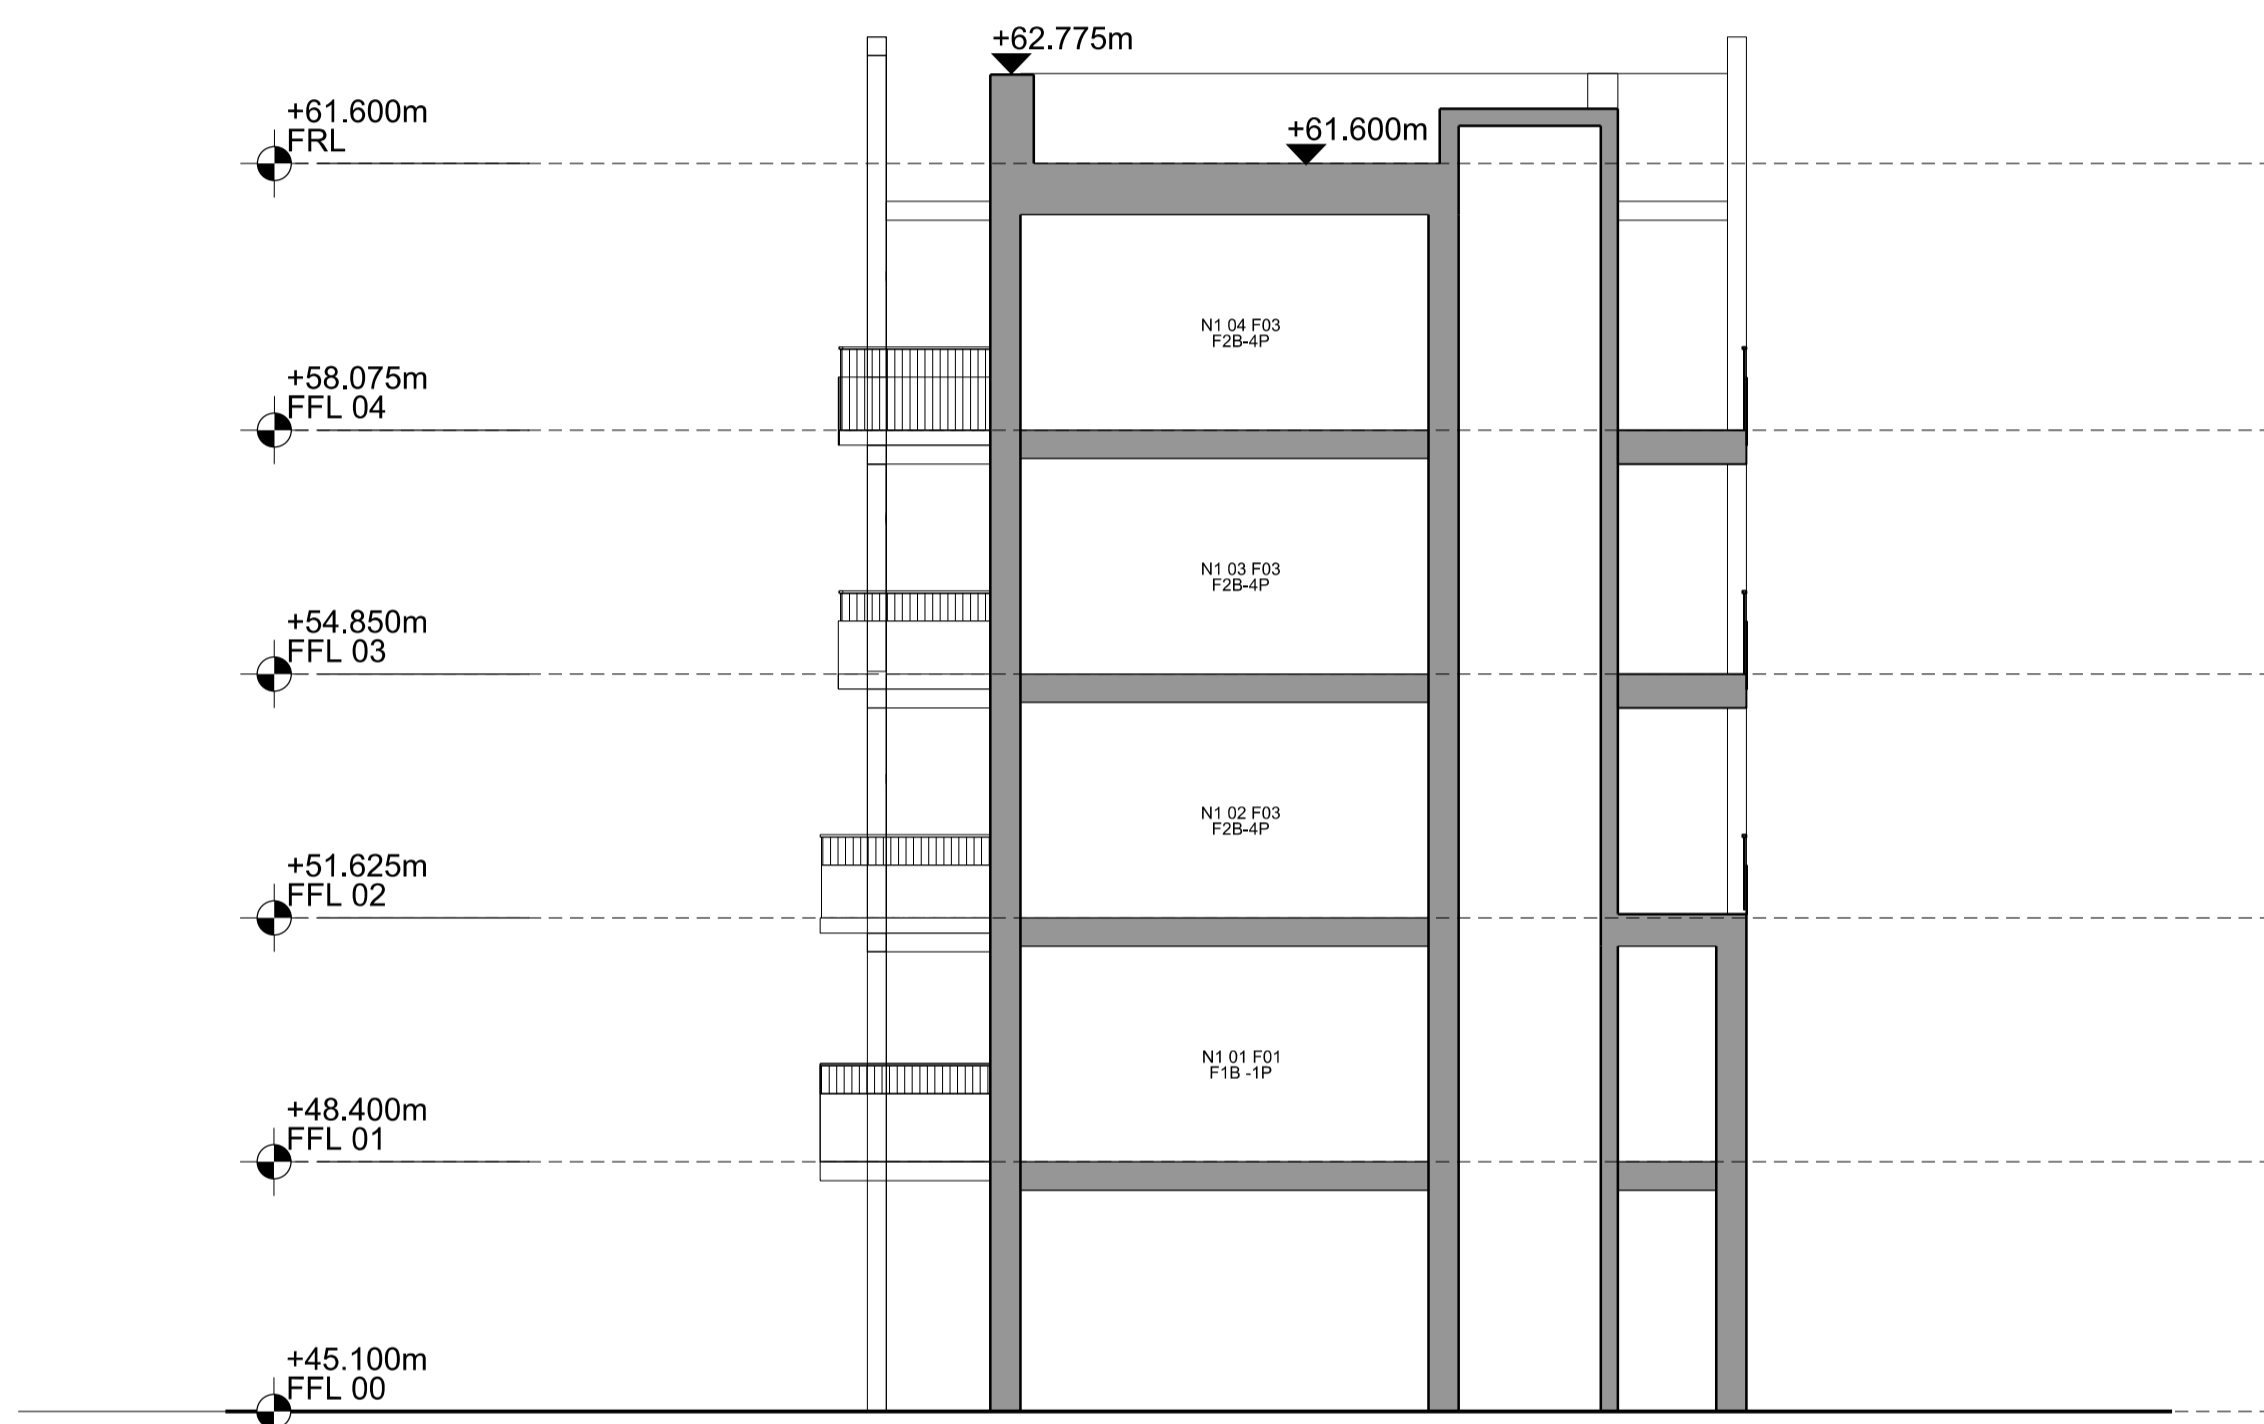 +62.775m
+61.600m
FRL
+61.600m
N1 04 F03
F2B-4P
+58.075m
FFL 04
N1 03 F03
F2B-4P
+54.850m
FFL 03
N1 02 F03
F2B-4P
+51.625m
FFL 02
N1 01 F01
F1B -1P
+48.400m
FFL 01
+45.100m
FFL 00